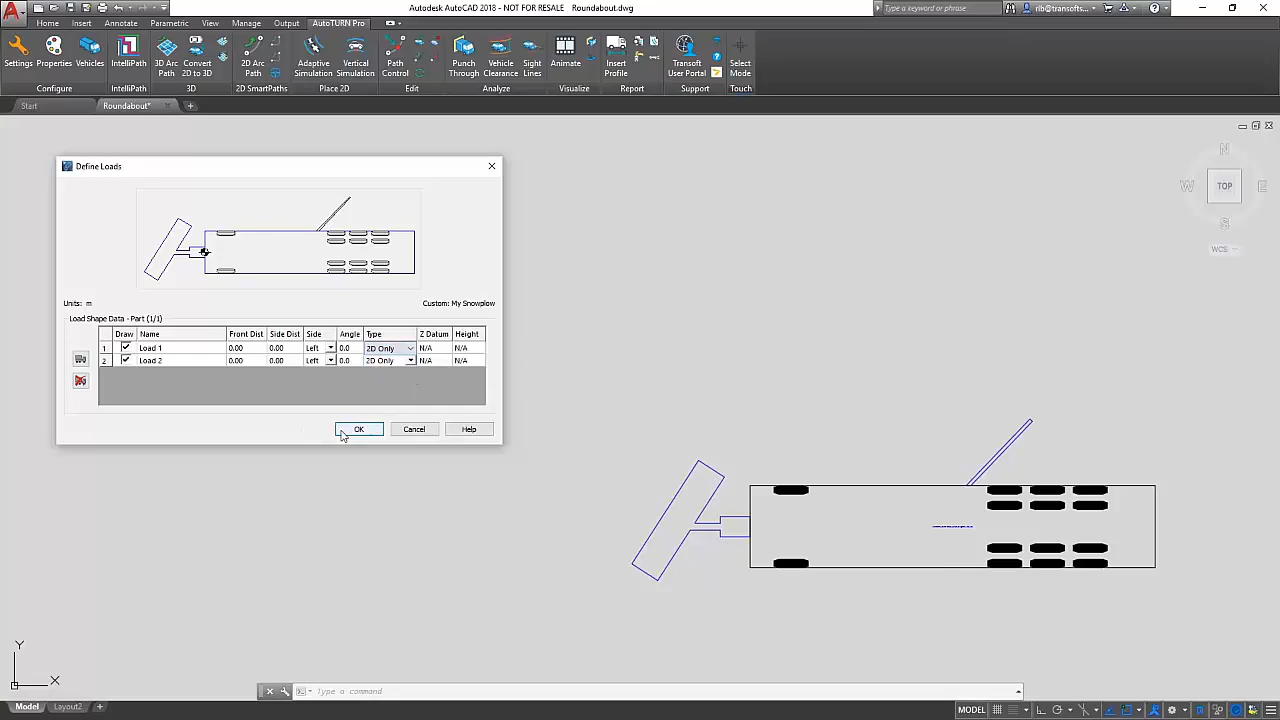 Autodesk AutoCAD 2018 - NOT FOR RESALE Roundabout.dwg
Type a keyword or phrase
rib@transofts...
Home Insert Annotate Parametric View Manage Output AutoTURN Pro
Settings Properties Vehicles IntelliPath 3D Arc Path Convert 2D to 3D 2D Arc Path Adaptive Simulation Vertical Simulation Path Control Punch Through Vehicle Clearance Sight Lines Animate Insert Profile Transoft User Portal Select Mode
Configure IntelliPath 3D 2D SmartPaths Place 2D Edit Analyze Visualize Report Support Touch
Start Roundabout*
Define Loads
Units: m
Custom: My Snowplow
Load Shape Data - Part (1/1)
Draw Name Front Dist Side Dist Side Angle Type Z Datum Height
1 Load 1 0.00 0.00 Left 0.0 2D Only N/A N/A
2 Load 2 0.00 0.00 Left 0.0 2D Only N/A N/A
OK Cancel Help
N
W TOP E
S
WCS
Y
X
Type a command
Model Layout2
MODEL